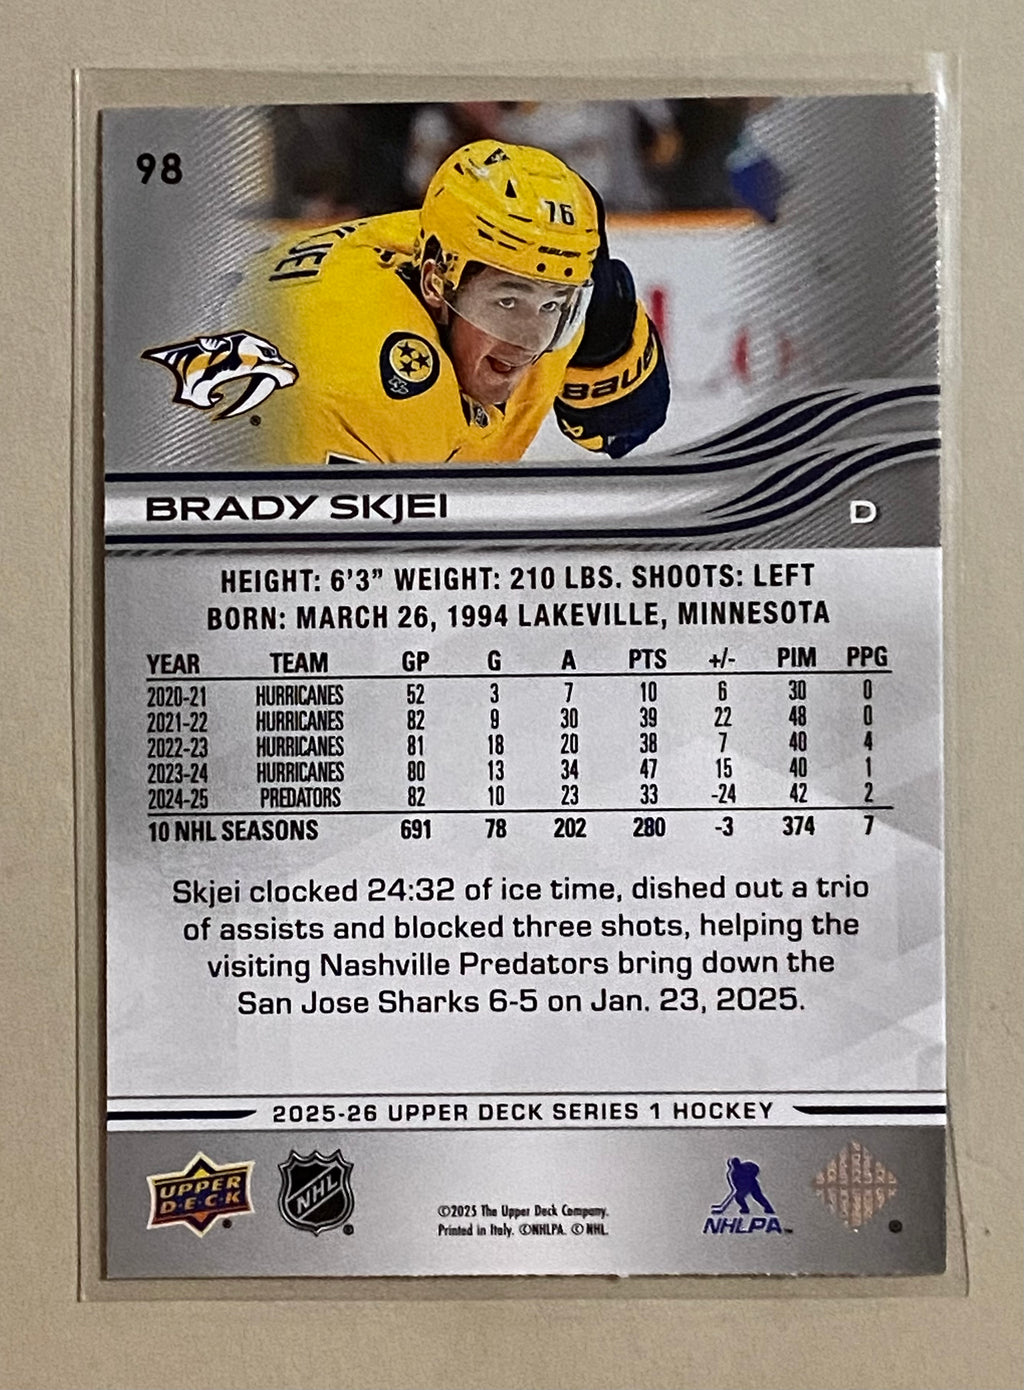 98
76
BAUER
SKJEI
BAUE
BRADY SKJEI
D
HEIGHT: 6'3" WEIGHT: 210 LBS. SHOOTS: LEFT
BORN: MARCH 26, 1994 LAKEVILLE, MINNESOTA
YEAR TEAM GP G A PTS +/- PIM PPG
2020-21 HURRICANES 52 3 7 10 6 30 0
2021-22 HURRICANES 82 9 30 39 22 48 0
2022-23 HURRICANES 81 18 20 38 7 40 4
2023-24 HURRICANES 80 13 34 47 15 40 1
2024-25 PREDATORS 82 10 23 33 -24 42 2
10 NHL SEASONS 691 78 202 280 -3 374 7
Skjei clocked 24:32 of ice time, dished out a trio
of assists and blocked three shots, helping the
visiting Nashville Predators bring down the
San Jose Sharks 6-5 on Jan. 23, 2025.
2025-26 UPPER DECK SERIES 1 HOCKEY
UPPER
D·E·C·K
®
NHL
®
©2025 The Upper Deck Company.
Printed in Italy. ©NHLPA. © NHL.
NHLPA™
®